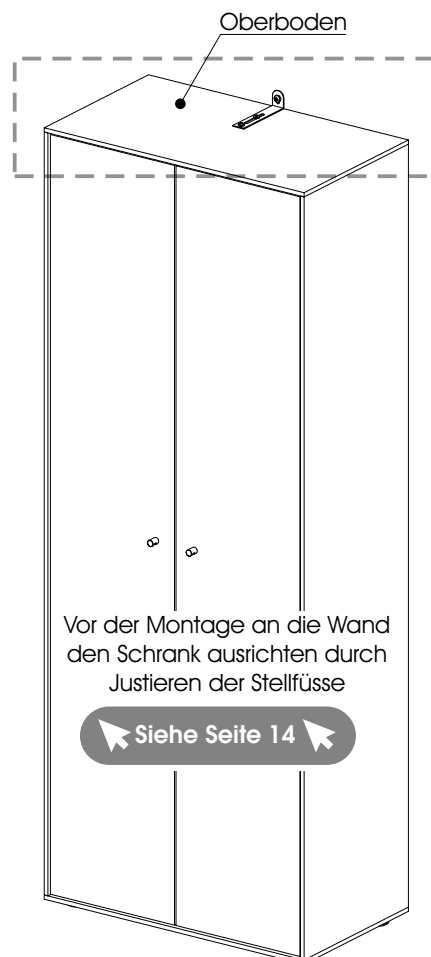 Oberboden
Vor der Montage an die Wand
den Schrank ausrichten durch
Justieren der Stellfüsse
Siehe Seite 14